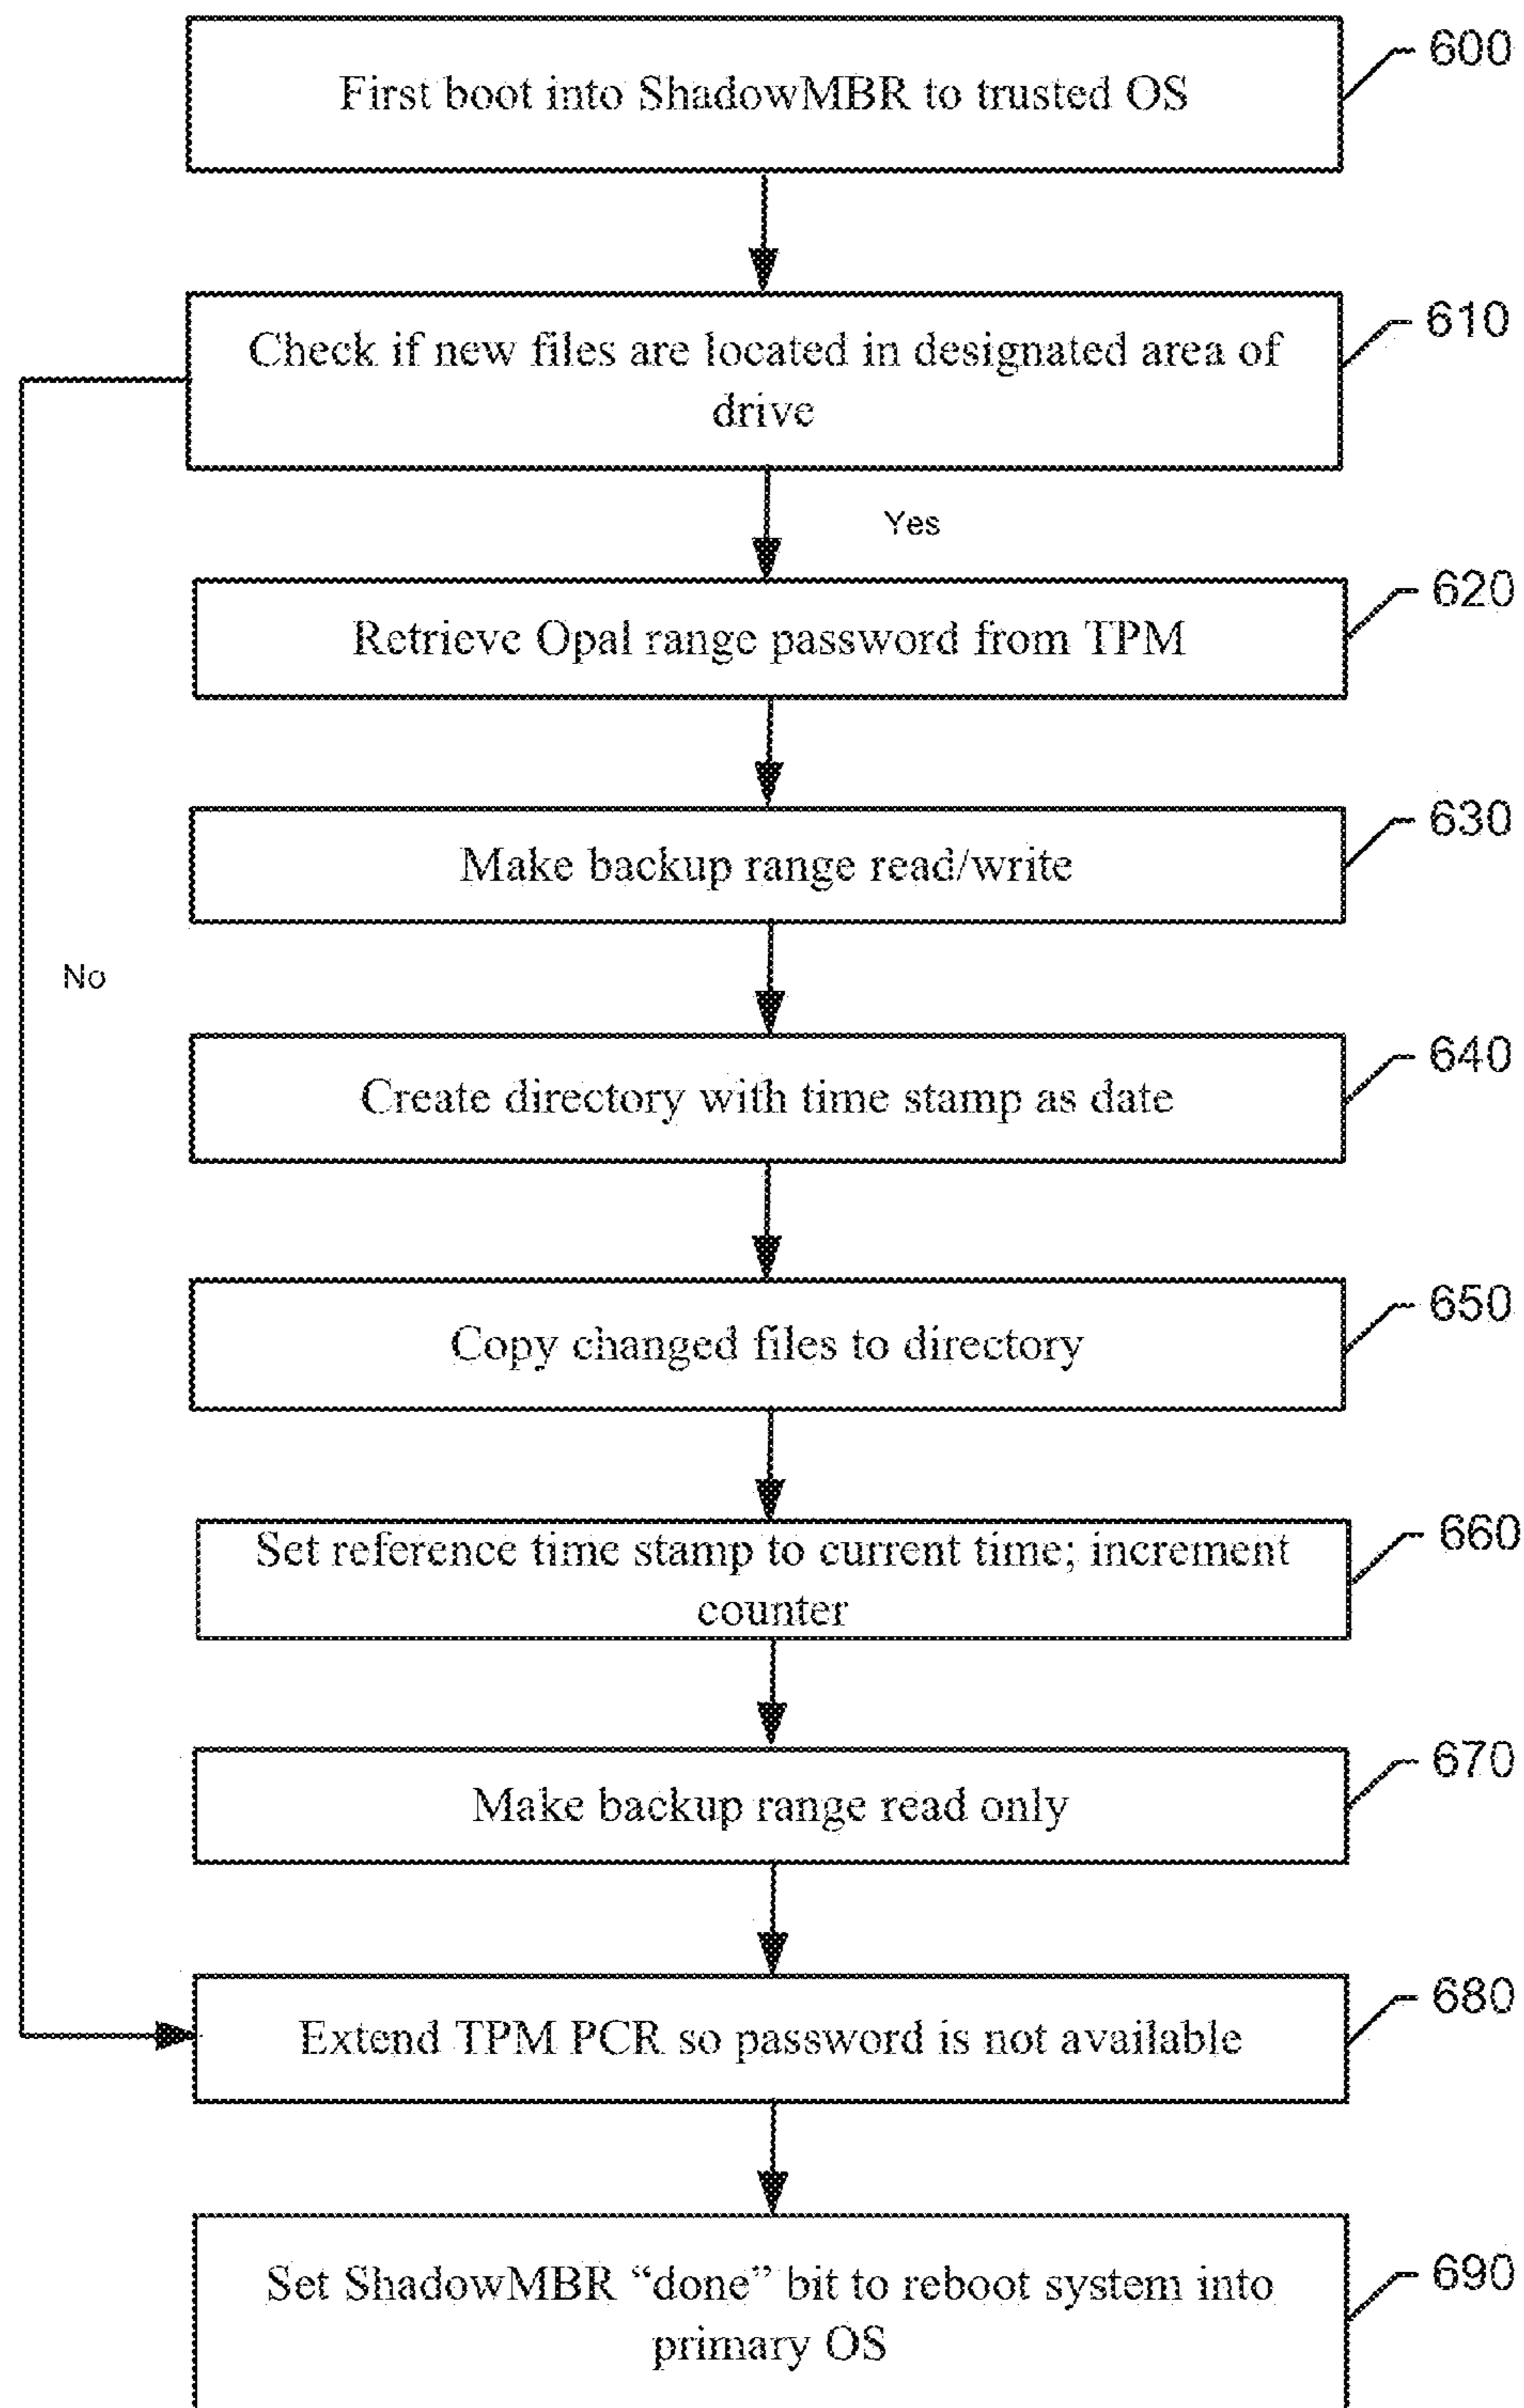 First boot into ShadowMBR to trusted OS
600
Check if new files are located in designated area of
drive
610
Yes
Retrieve Opal range password from TPM
620
Make backup range read/write
630
No
Create directory with time stamp as date
640
Copy changed files to directory
650
Set reference time stamp to current time; increment
counter
660
Make backup range read only
670
Extend TPM PCR so password is not available
680
Set ShadowMBR “done” bit to reboot system into
primary OS
690